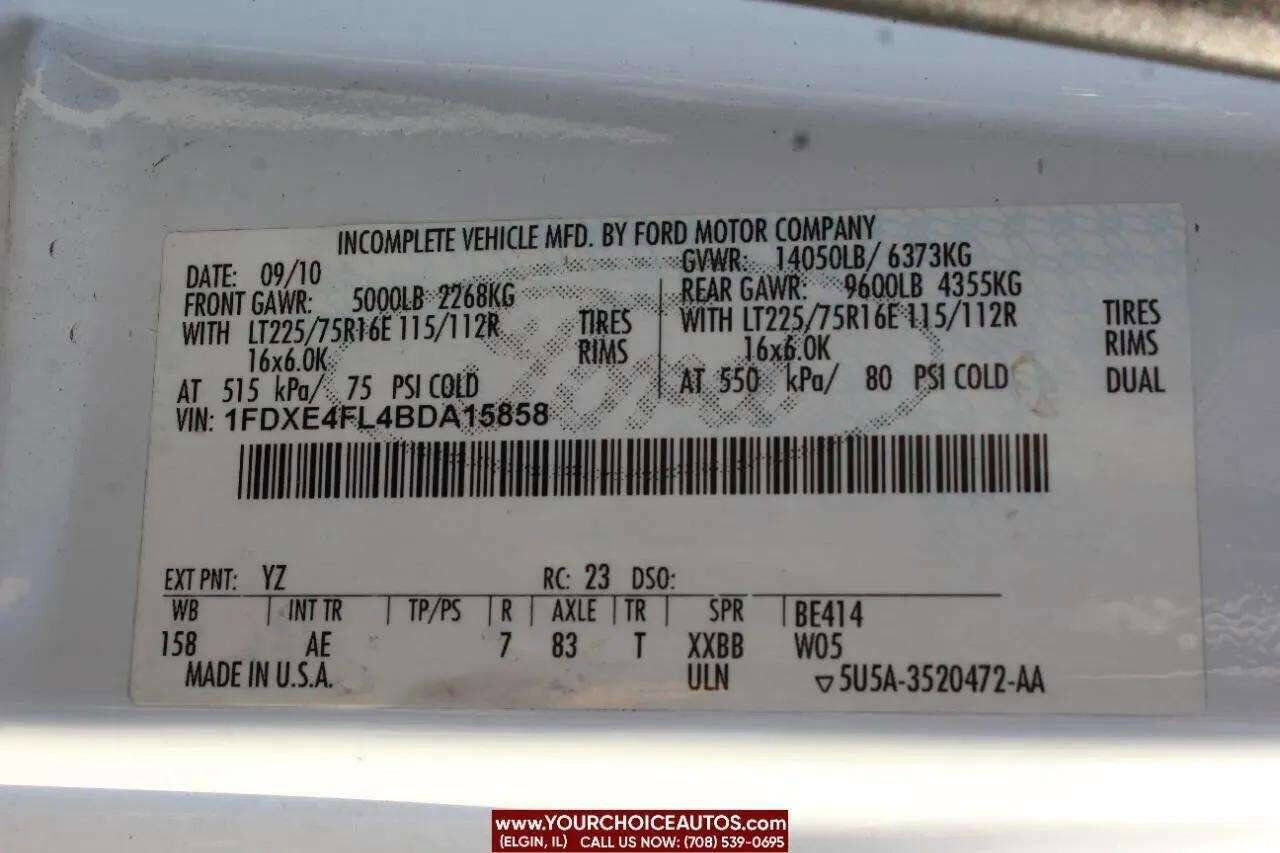 INCOMPLETE VEHICLE MFD. BY FORD MOTOR COMPANY
DATE: 09/10 GVWR: 14050LB/ 6373KG
FRONT GAWR: 5000LB 2268KG REAR GAWR: 9600LB 4355KG
WITH LT225/75R16E 115/112R TIRES WITH LT225/75R16E 115/112R TIRES
16x6.0K RIMS 16x6.0K RIMS
AT 515 kPa/ 75 PSI COLD AT 550 kPa/ 80 PSI COLD DUAL
VIN: 1FDXE4FL4BDA15858
Ford
EXT PNT: YZ RC: 23 DSO:
WB INT TR TP/PS R AXLE TR SPR BE414
158 AE 7 83 T XXBB W05
MADE IN U.S.A. ULN ▽5U5A-3520472-AA
www.YOURCHOICEAUTOS.com
(ELGIN, IL) CALL US NOW: (708) 539-0695